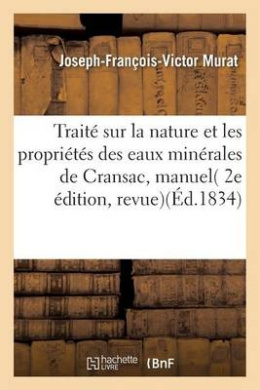 Joseph-François-Victor Murat
Traité sur la nature et les propriétés des eaux minérales de Cransac, manuel( 2e édition, revue)(Éd.1834)
hachette
LIVRE
{BnF